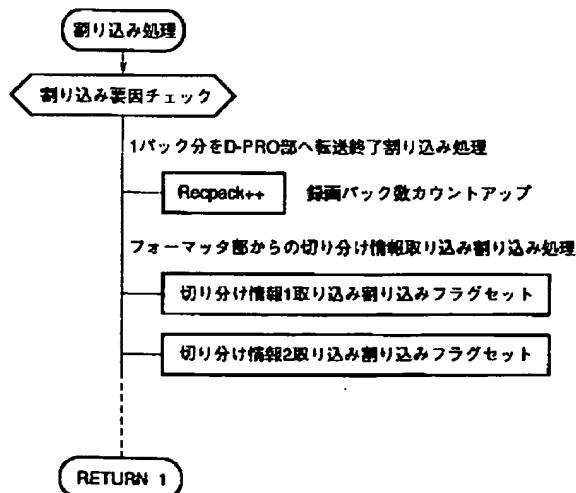 割り込み処理
割り込み要因チェック
1パック分をD-PRO部へ転送終了割り込み処理
Recpack++ 録画パック数カウントアップ
フォーマッタ部からの切り分け情報取り込み割り込み処理
切り分け情報1取り込み割り込みフラグセット
切り分け情報2取り込み割り込みフラグセット
RETURN 1